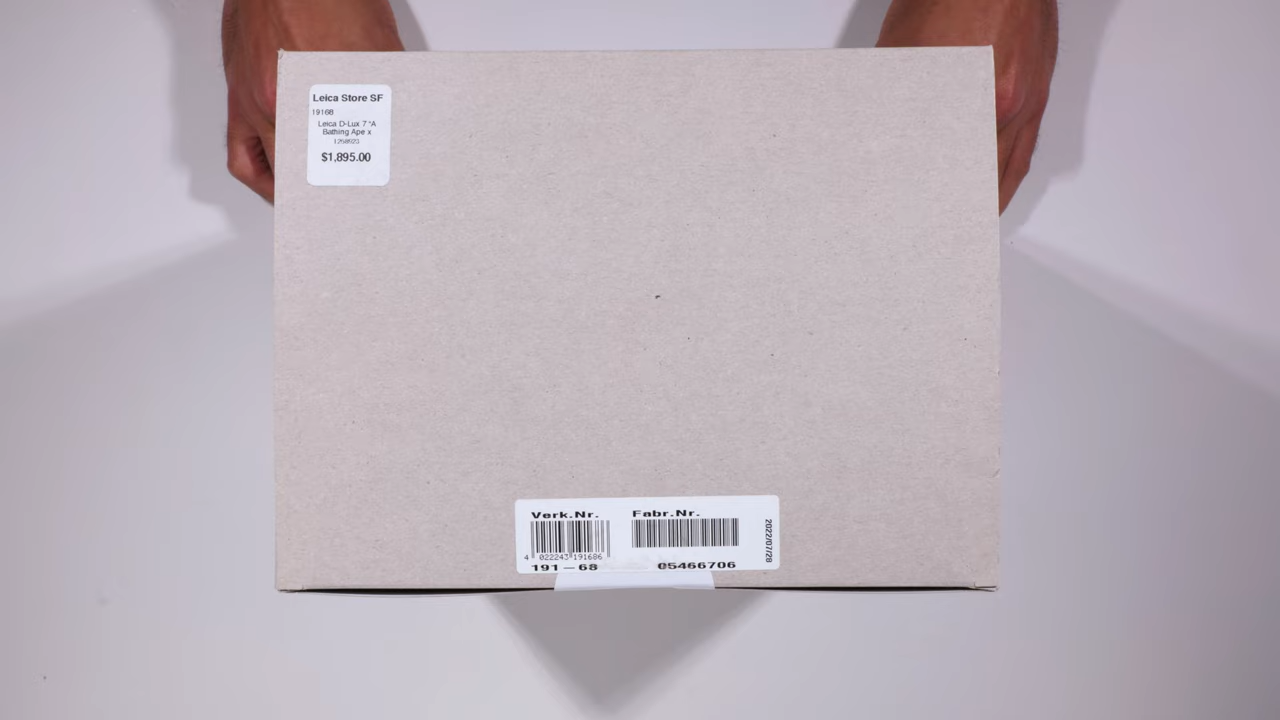 Leica Store SF
19168
Leica D-Lux 7 "A
Bathing Ape x
$1,895.00
Verk.Nr. Fabr.Nr.
4 022243 191686
191-68 05466706
2022/07/28